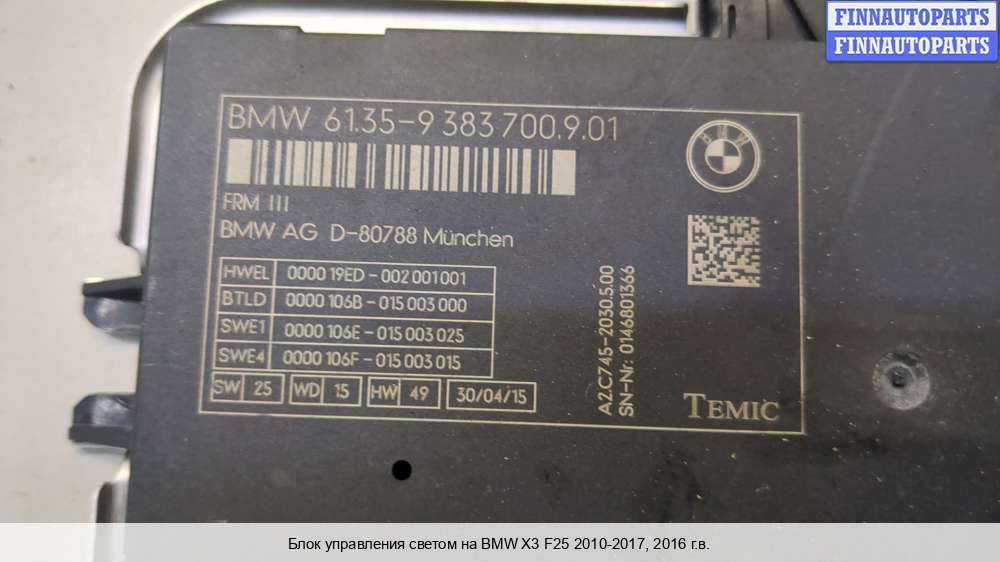 FINNAUTOPARTS
FINNAUTOPARTS
BMW 61.35-9 383 700.9.01
BMW
FRM III
BMW AG D-80788 München
HWEL 0000 19ED-002 001 001
BTLD 0000 106B-015 003 000
SWE1 0000 106E-015 003 025
SWE4 0000 106F-015 003 015
SW 25 WD 15 HW 49 30/04/15
A2.C745-2030.5.00
SN-Nr: 0146801366
TEMIC
Блок управления светом на BMW X3 F25 2010-2017, 2016 г.в.